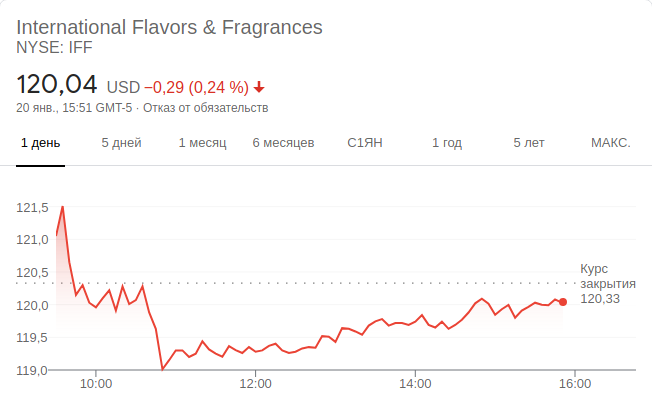 International Flavors & Fragrances
NYSE: IFF
120,04 USD −0,29 (0,24 %)
20 янв., 15:51 GMT-5 · Отказ от обязательств
1 день 5 дней 1 месяц 6 месяцев С1ЯН 1 год 5 лет МАКС.
121,5
121,0
120,5
120,0
119,5
119,0
Курс
закрытия
120,33
10:00 12:00 14:00 16:00